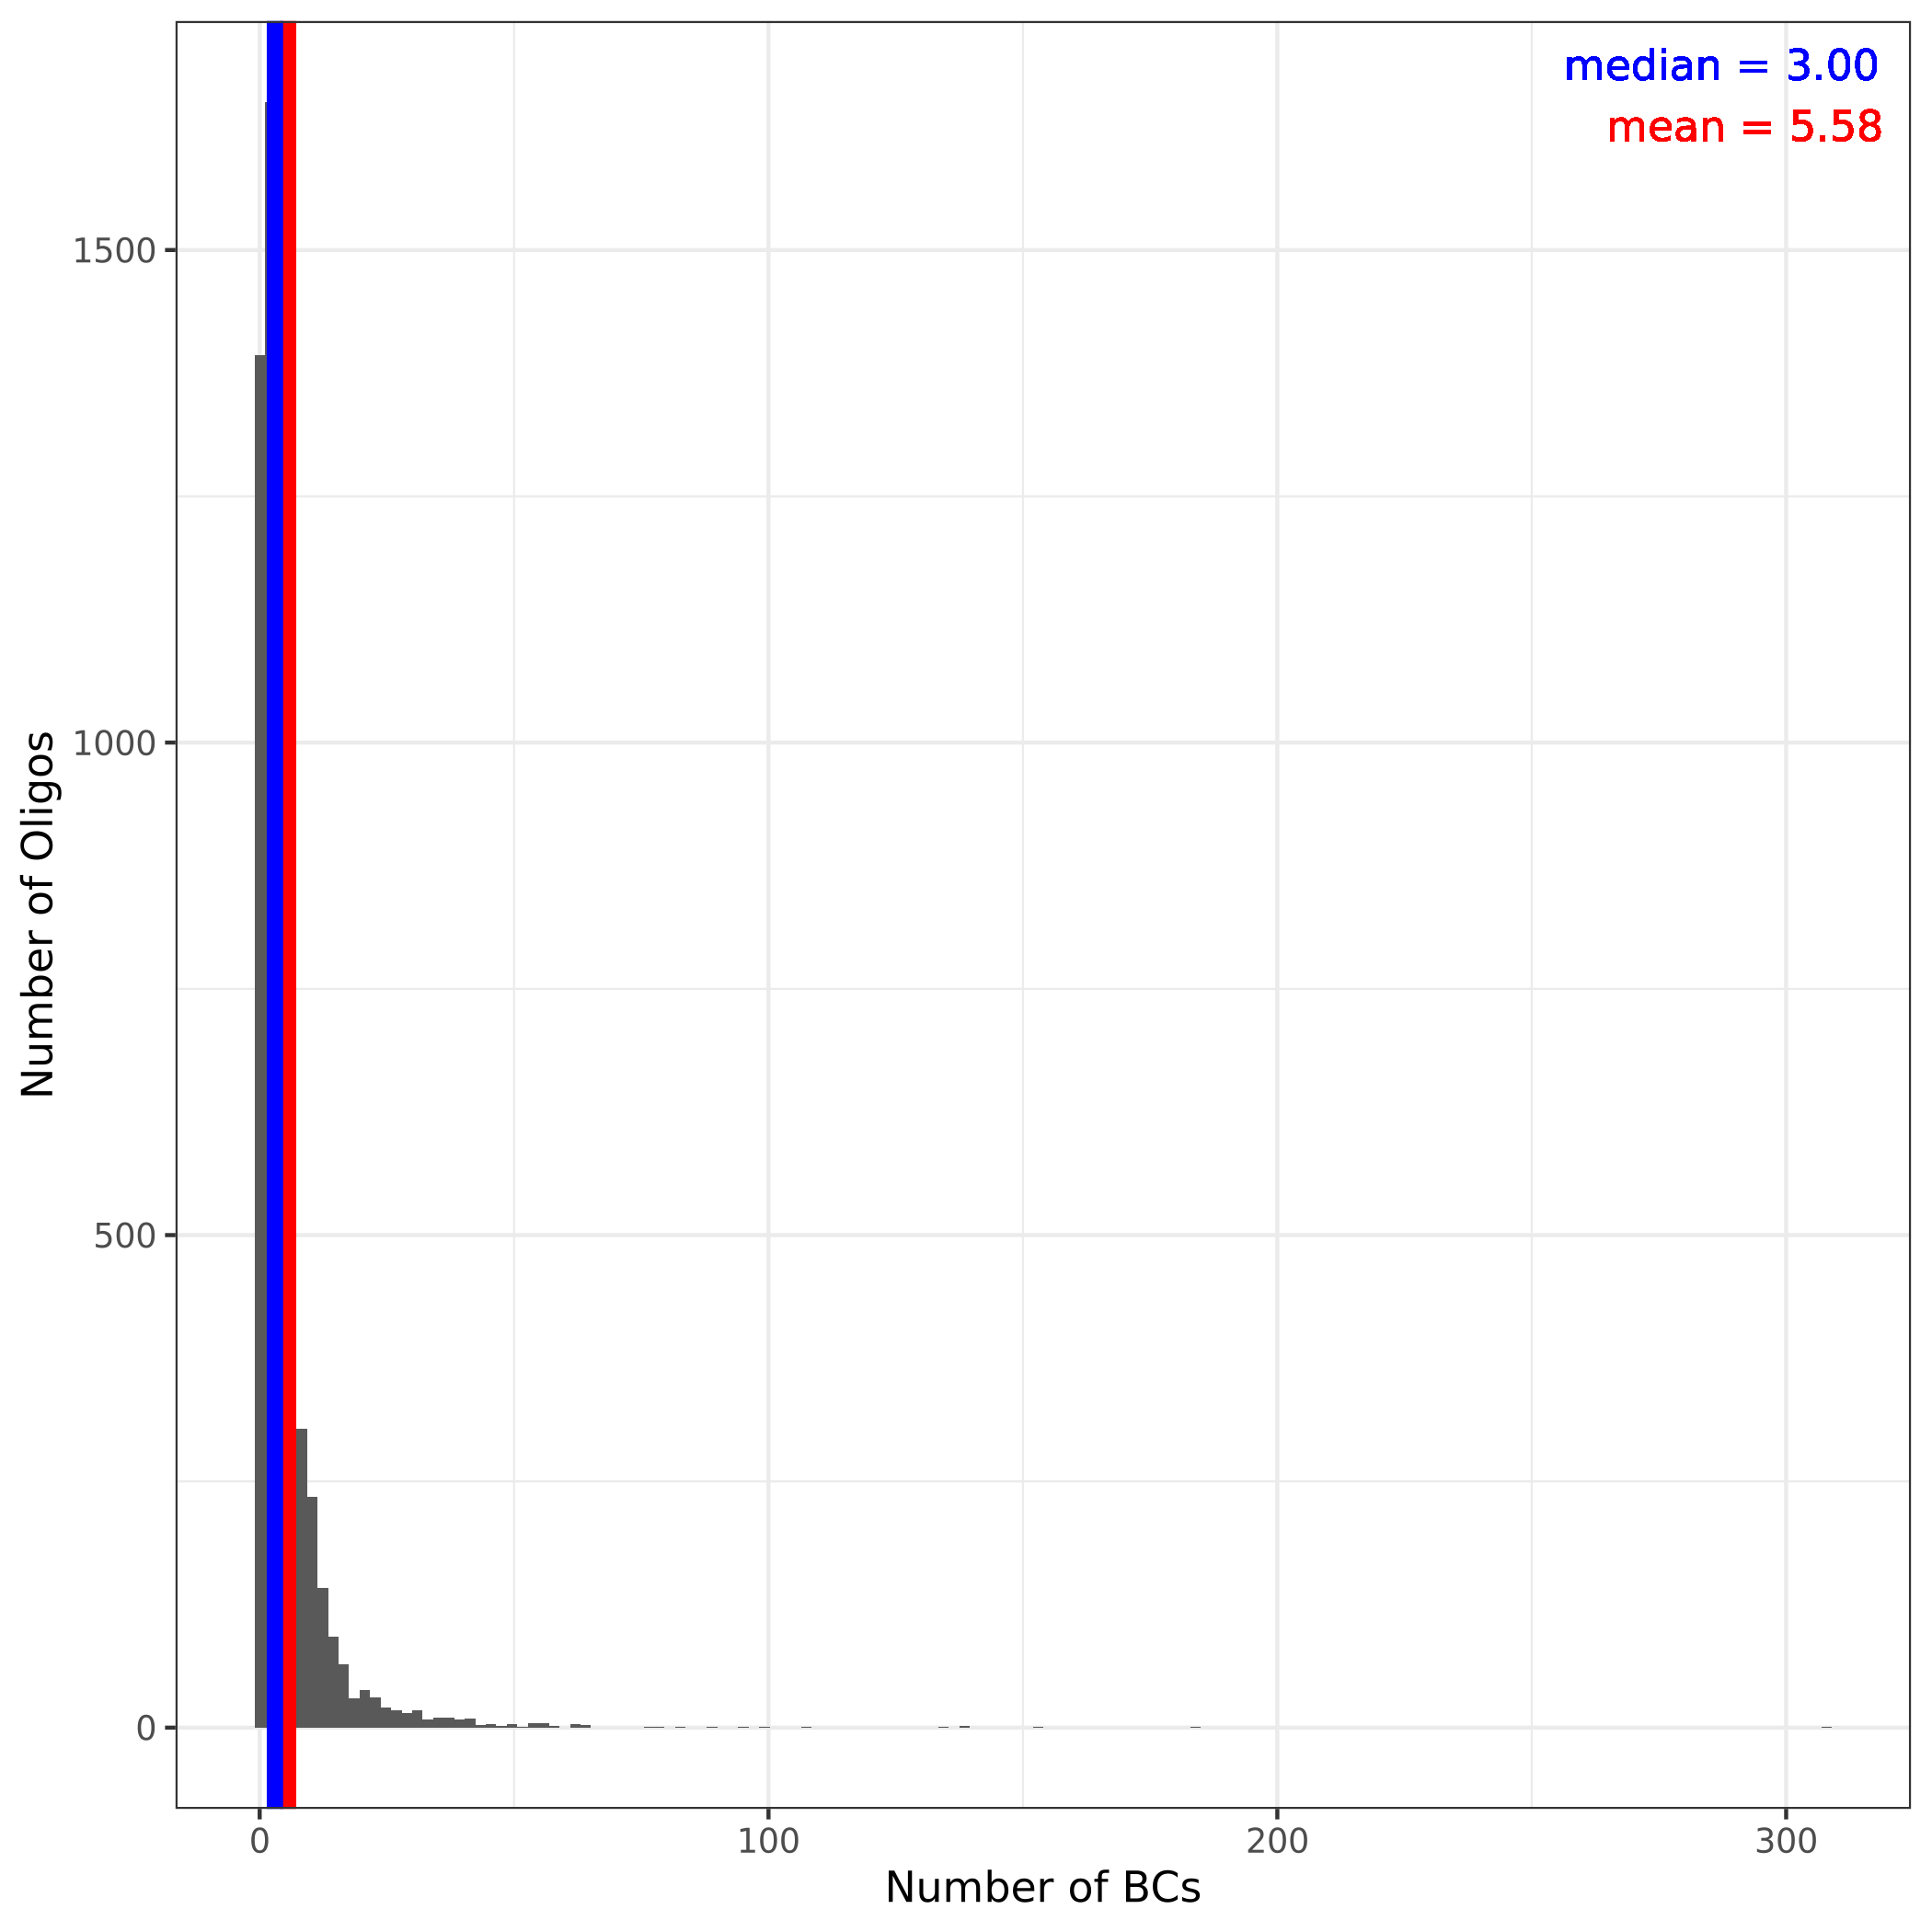 median = 3.00
mean = 5.58
1500
1000
500
0
Number of Oligos
0 100 200 300
Number of BCs